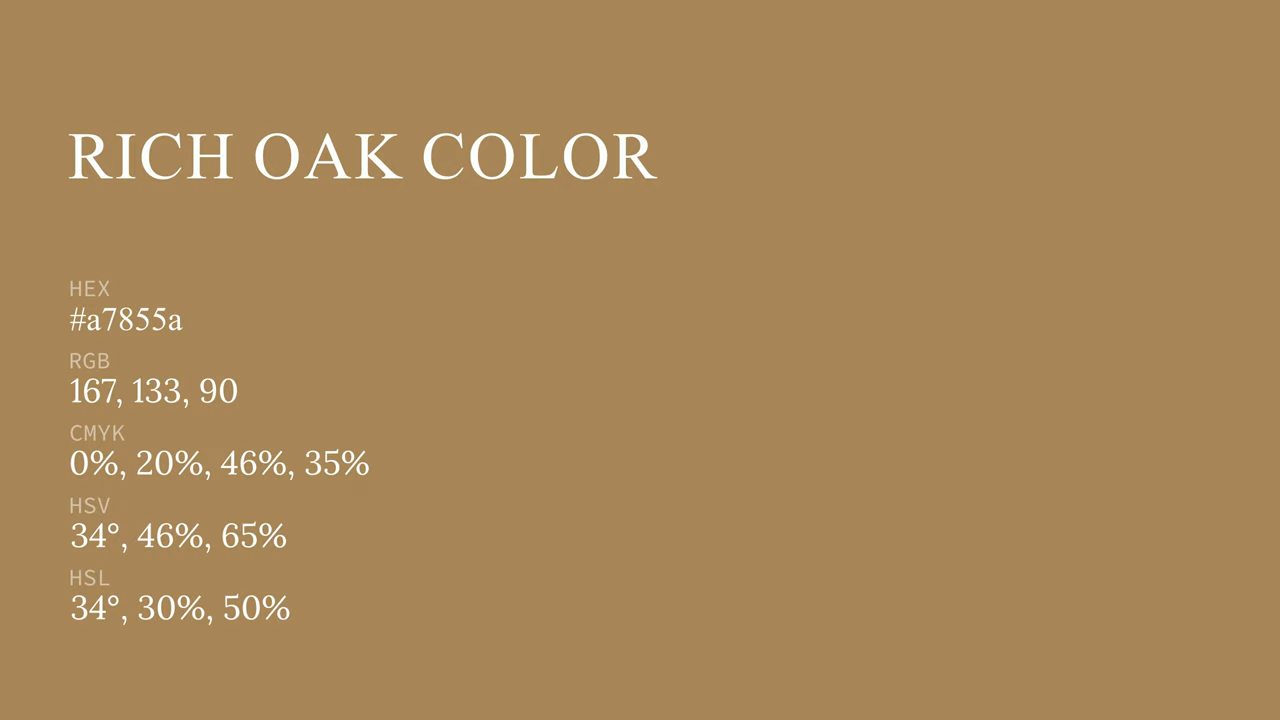 RICH OAK COLOR
HEX
#a7855a
RGB
167, 133, 90
CMYK
0%, 20%, 46%, 35%
HSV
34°, 46%, 65%
HSL
34°, 30%, 50%